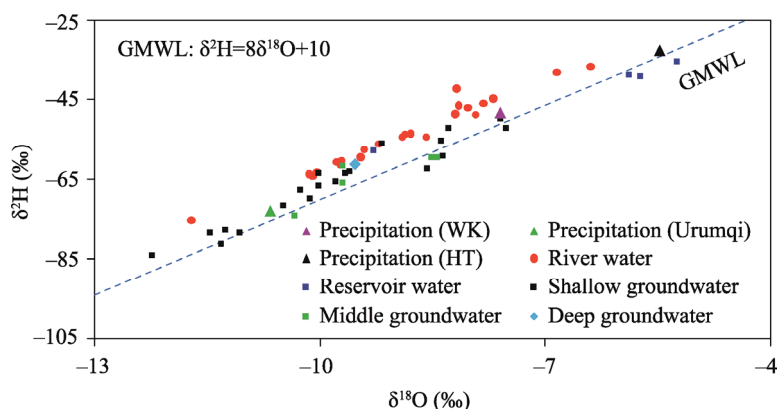 −25
GMWL: δ²H=8δ¹⁸O+10
GMWL
−45
−65
−85
−105
δ²H (‰)
Precipitation (WK)
Precipitation (Urumqi)
Precipitation (HT)
River water
Reservoir water
Shallow groundwater
Middle groundwater
Deep groundwater
−13
−10
−7
−4
δ¹⁸O (‰)